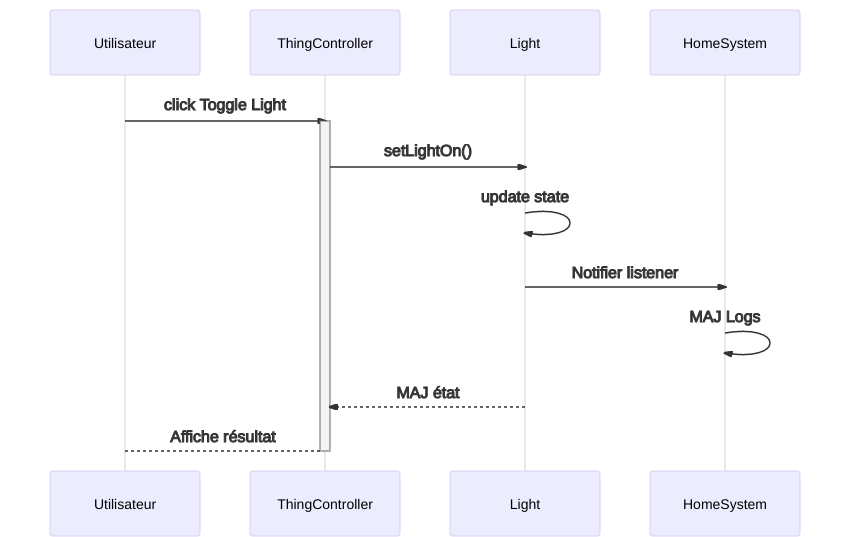 Utilisateur
ThingController
Light
HomeSystem
click Toggle Light
setLightOn()
update state
Notifier listener
MAJ Logs
MAJ état
Affiche résultat
Utilisateur
ThingController
Light
HomeSystem